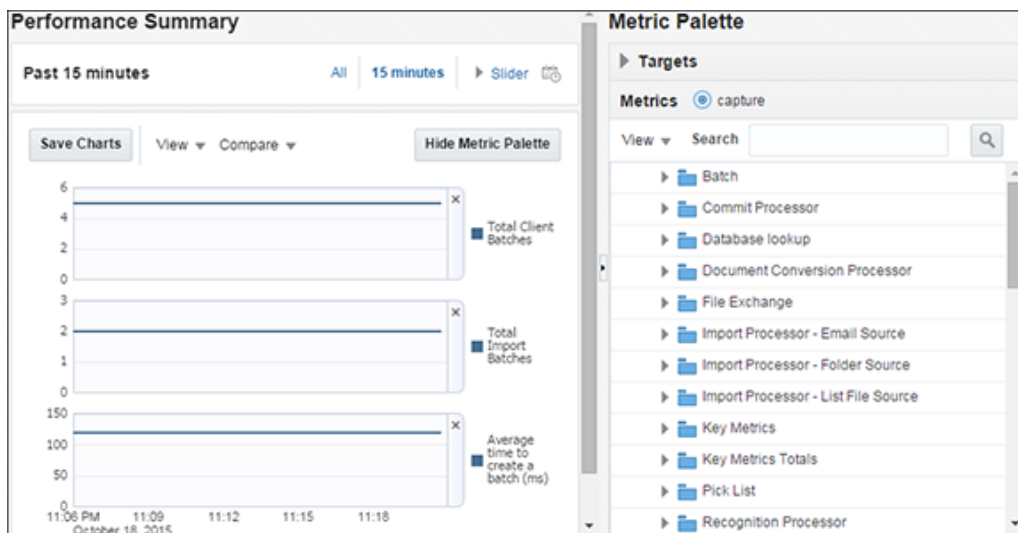 Performance Summary
Past 15 minutes
All
15 minutes
Slider
Save Charts
View
Compare
Hide Metric Palette
6
4
2
0
Total Client
Batches
3
2
1
0
Total
Import
Batches
150
100
50
0
Average
time to
create a
batch (ms)
11:06 PM
11:09
11:12
11:15
11:18
October 18, 2015
Metric Palette
Targets
Metrics
capture
View
Search
Batch
Commit Processor
Database lookup
Document Conversion Processor
File Exchange
Import Processor - Email Source
Import Processor - Folder Source
Import Processor - List File Source
Key Metrics
Key Metrics Totals
Pick List
Recognition Processor